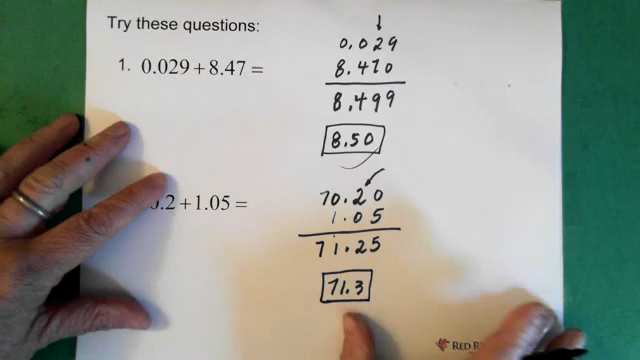 Try these questions:
1. 0.029 + 8.47 =
0.029
8.470
8.499
8.50
.2 + 1.05 =
70.20
1.05
71.25
71.3
RED R